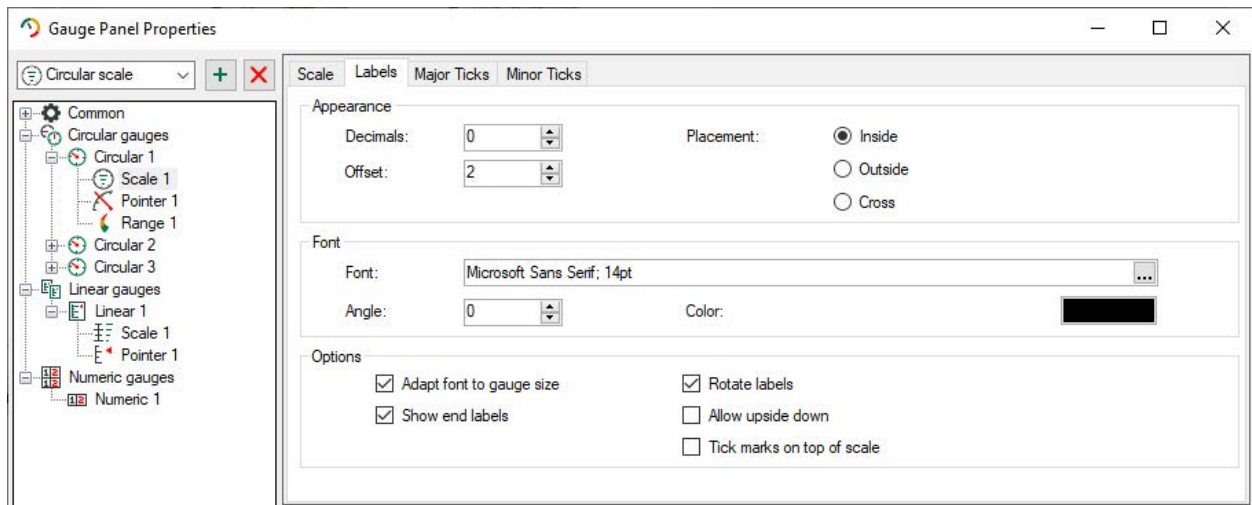 Gauge Panel Properties
Circular scale
Scale Labels Major Ticks Minor Ticks
Common
Circular gauges
Circular 1
Scale 1
Pointer 1
Range 1
Circular 2
Circular 3
Linear gauges
Linear 1
Scale 1
Pointer 1
Numeric gauges
Numeric 1
Appearance
Decimals: 0
Offset: 2
Placement: Inside
Outside
Cross
Font
Font: Microsoft Sans Serif; 14pt ...
Angle: 0 Color:
Options
Adapt font to gauge size
Show end labels
Rotate labels
Allow upside down
Tick marks on top of scale